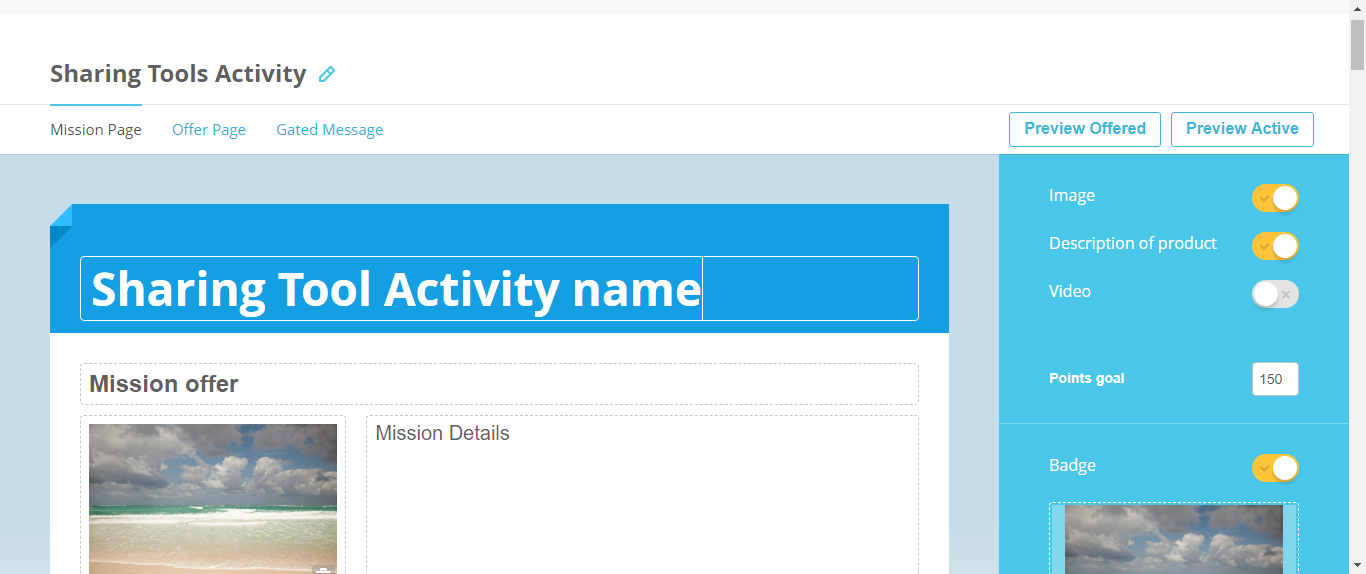 Sharing Tools Activity
Mission Page Offer Page Gated Message Preview Offered Preview Active
Image
Description of product
Sharing Tool Activity name
Video
Mission offer
Points goal 150
Mission Details
Badge